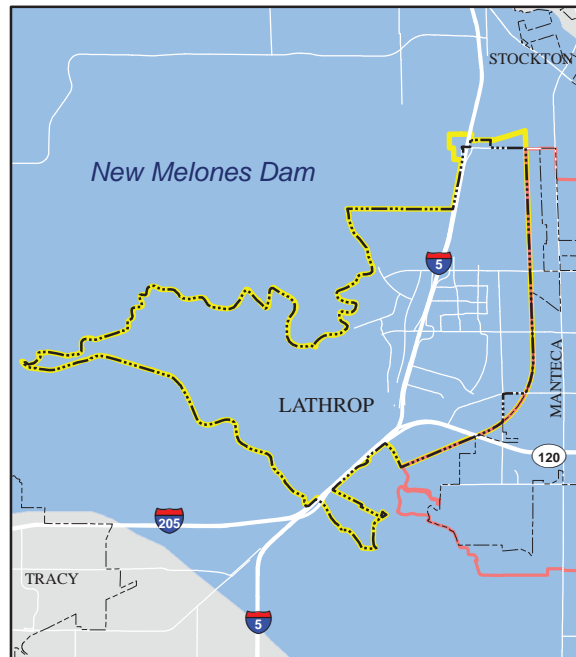 STOCKTON
New Melones Dam
5
LATHROP
MANTECA
120
205
TRACY
5